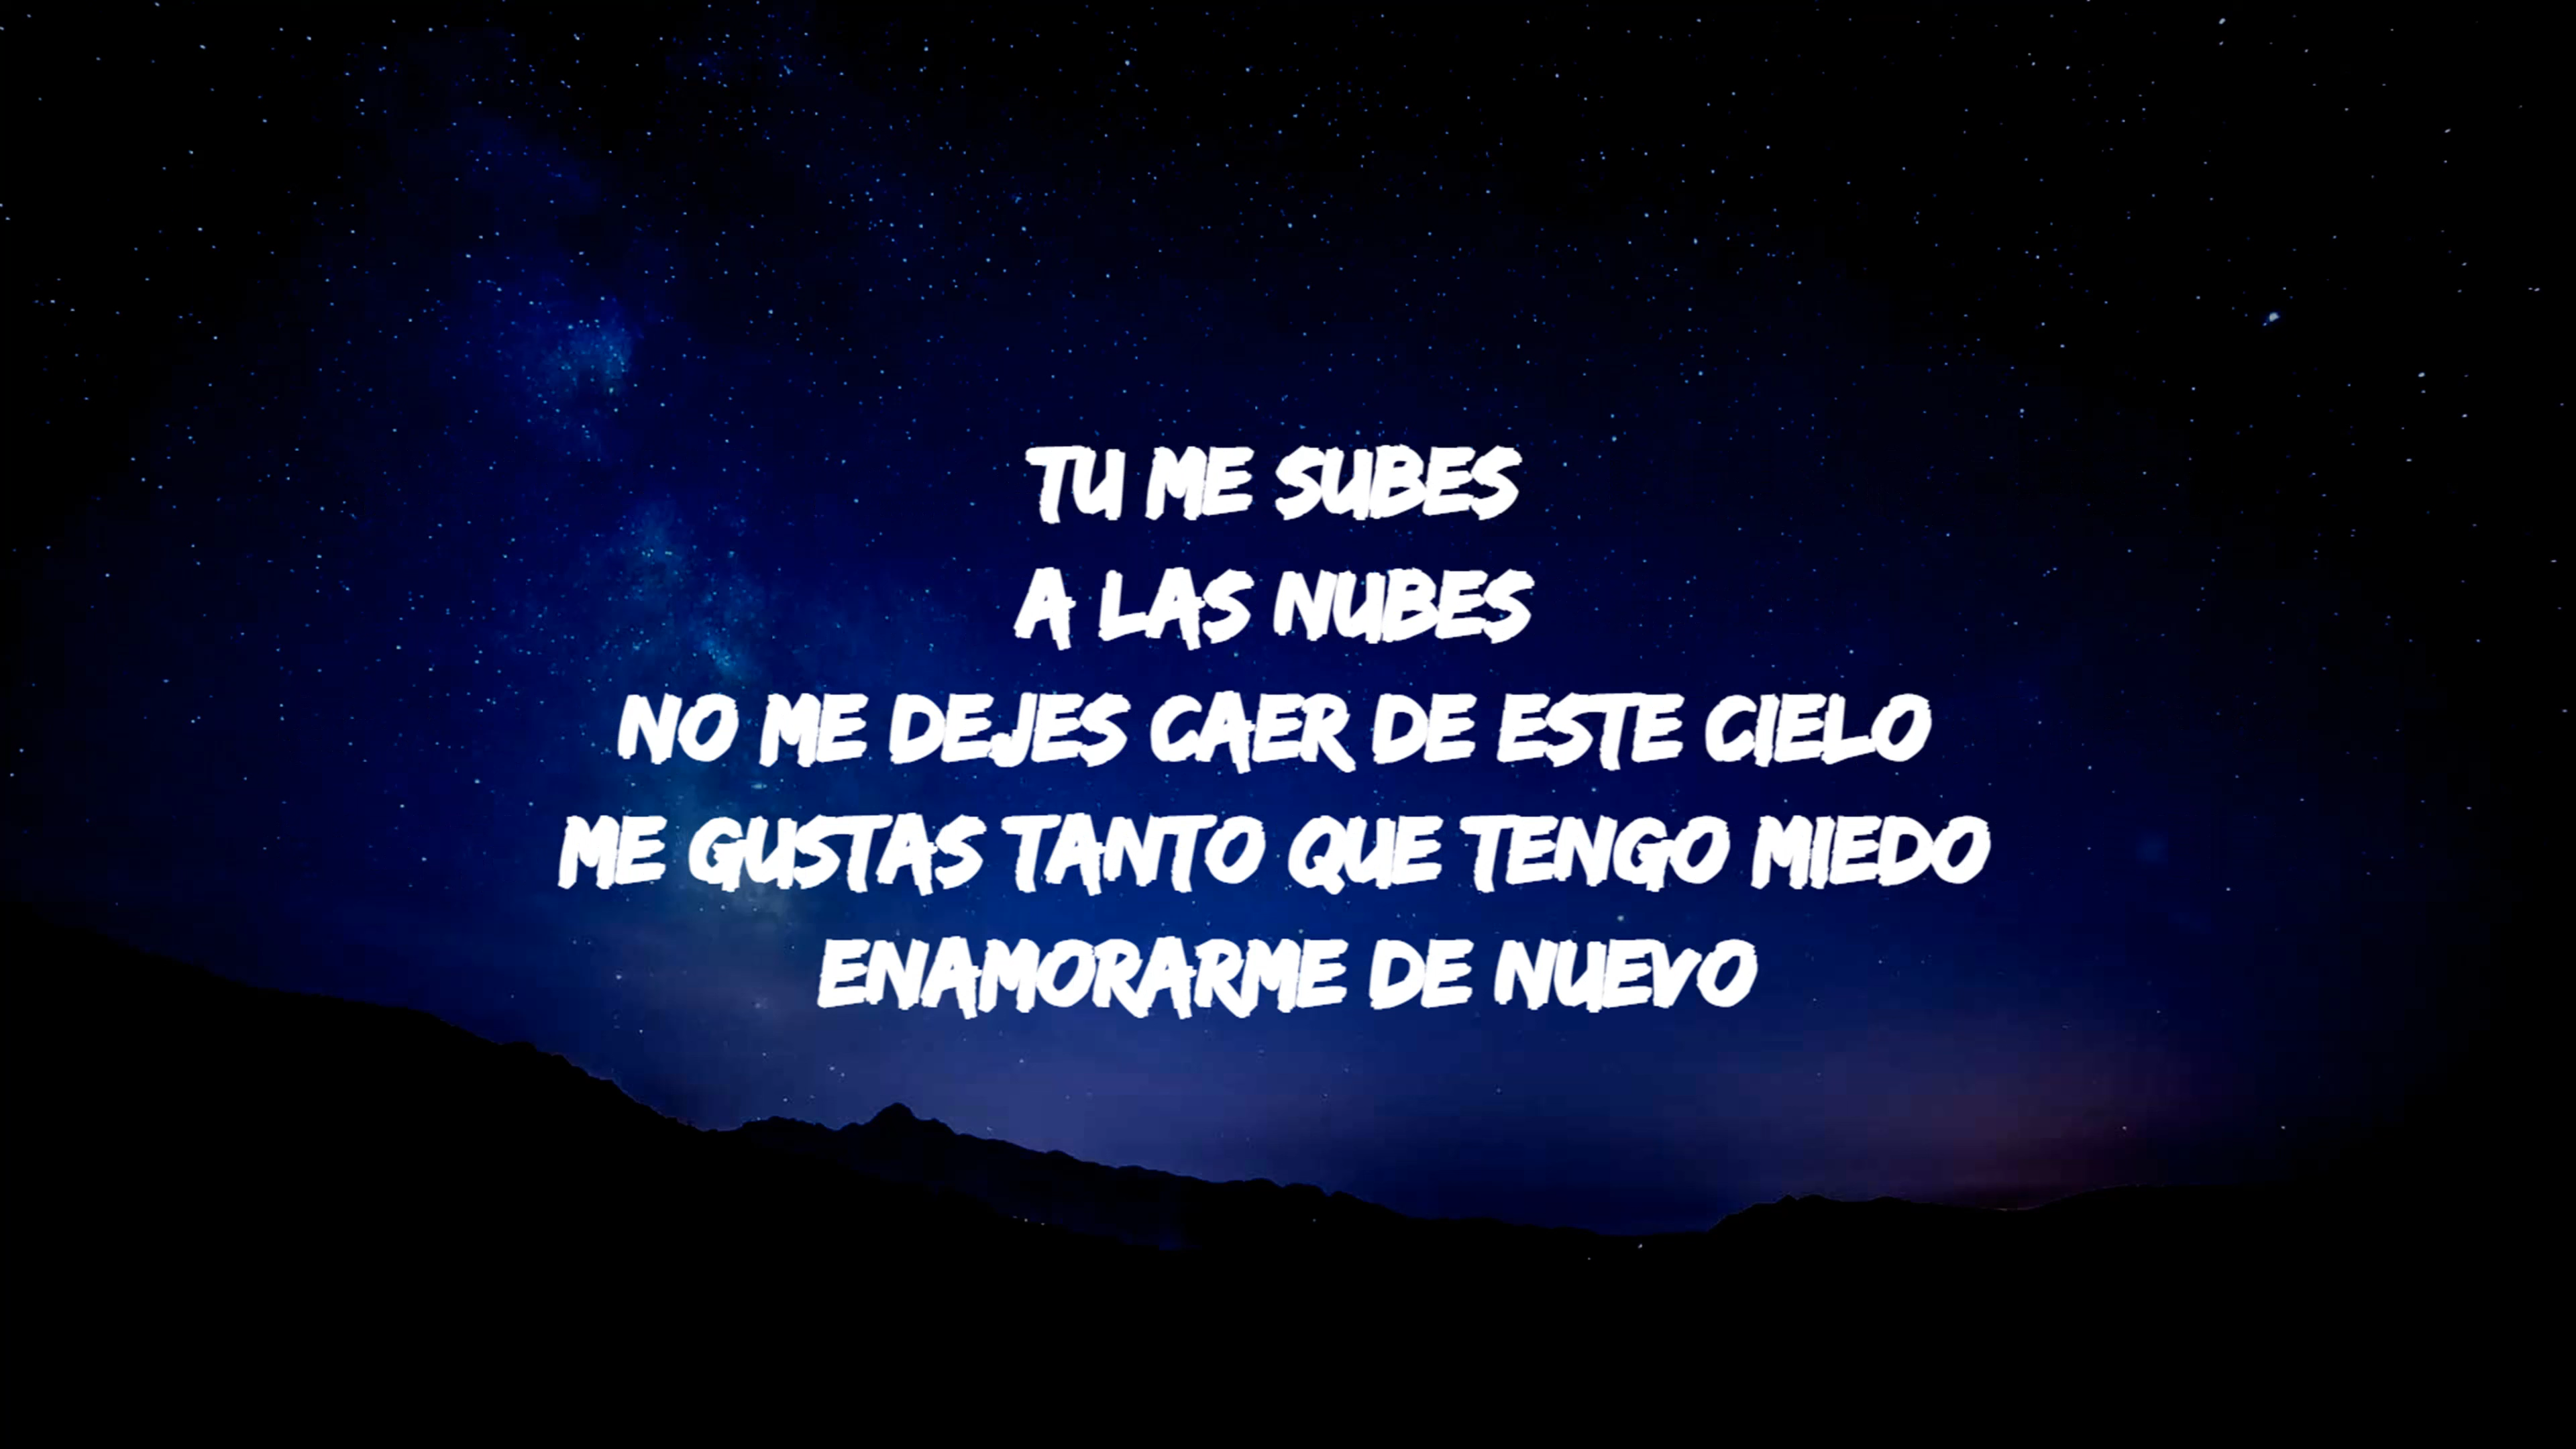 TU ME SUBES
A LAS NUBES
NO ME DEJES CAER DE ESTE CIELO
ME GUSTAS TANTO QUE TENGO MIEDO
ENAMORARME DE NUEVO